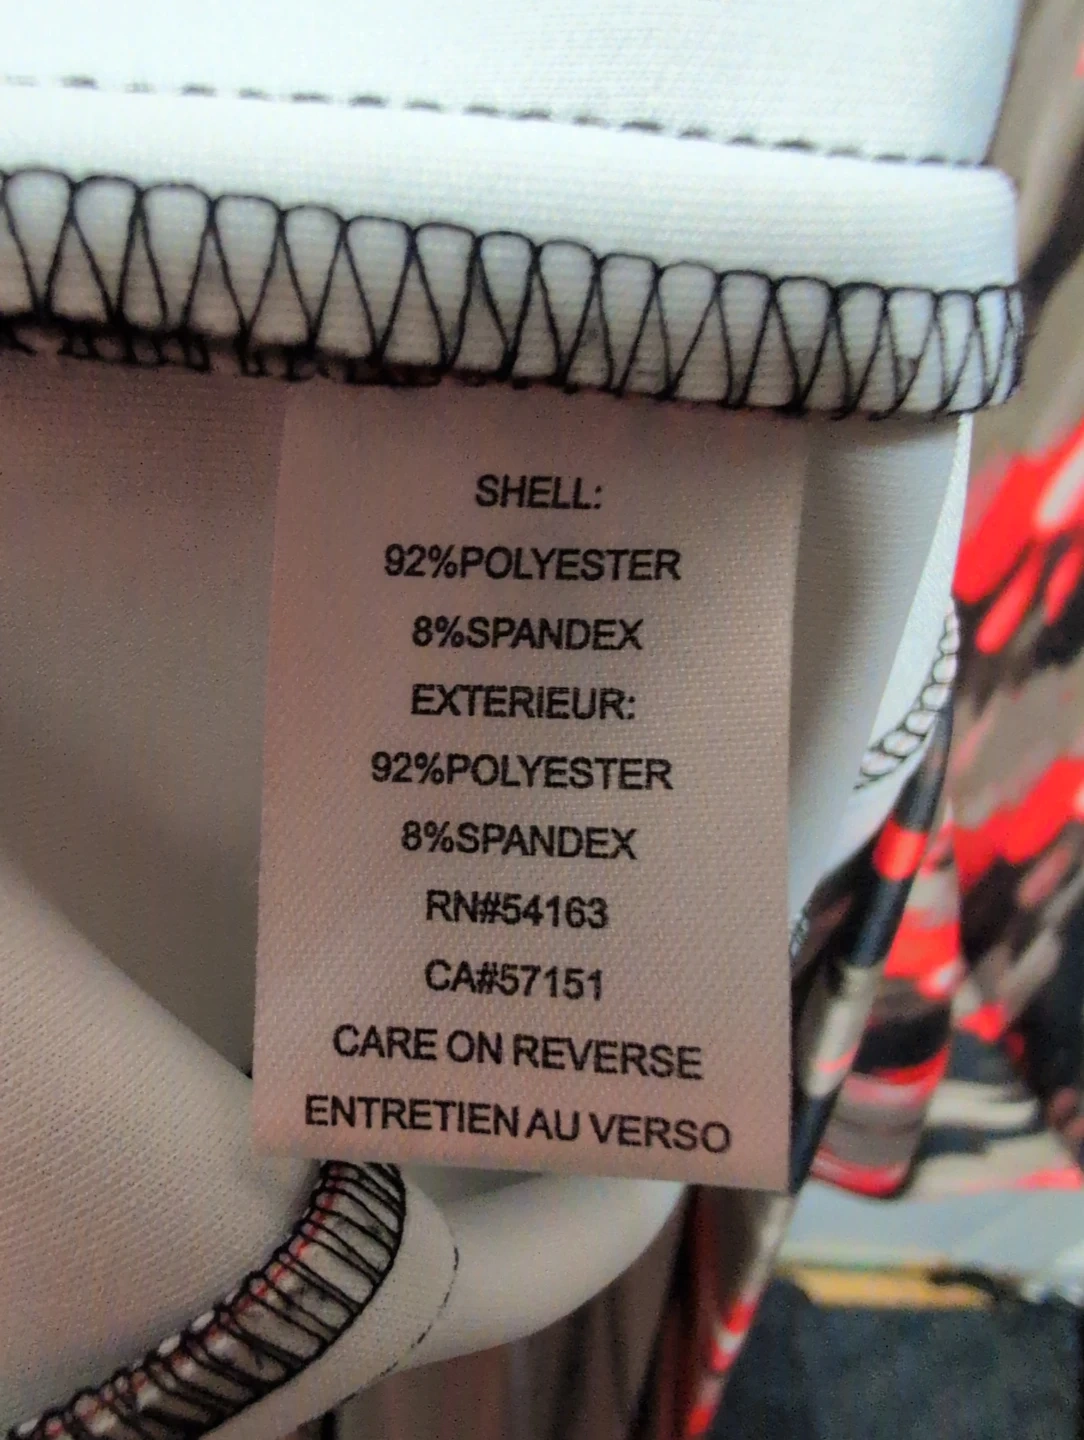 SHELL:
92%POLYESTER
8%SPANDEX
EXTERIEUR:
92%POLYESTER
8%SPANDEX
RN#54163
CA#57151
CARE ON REVERSE
ENTRETIEN AU VERSO